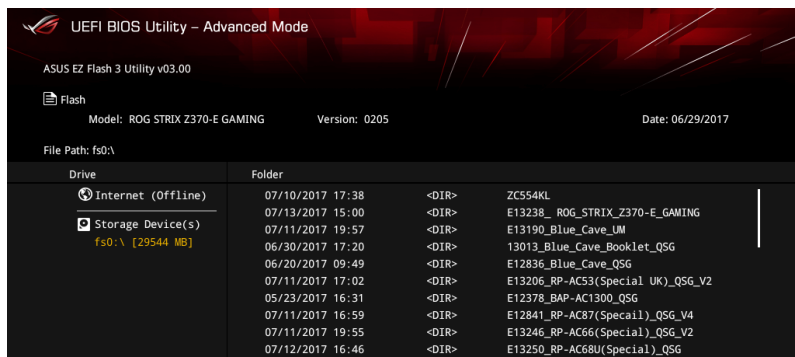 UEFI BIOS Utility – Advanced Mode
ASUS EZ Flash 3 Utility v03.00
Flash
Model: ROG STRIX Z370-E GAMING Version: 0205 Date: 06/29/2017
File Path: fs0:\
Drive Folder
Internet (Offline) 07/10/2017 17:38 <DIR> ZC554KL
07/13/2017 15:00 <DIR> E13238_ ROG_STRIX_Z370-E_GAMING
Storage Device(s) 07/11/2017 19:57 <DIR> E13190_Blue_Cave_UM
fs0:\ [29544 MB] 06/30/2017 17:20 <DIR> 13013_Blue_Cave_Booklet_QSG
06/20/2017 09:49 <DIR> E12836_Blue_Cave_QSG
07/11/2017 17:02 <DIR> E13206_RP-AC53(Special UK)_QSG_V2
05/23/2017 16:31 <DIR> E12378_BAP-AC1300_QSG
07/11/2017 16:59 <DIR> E12841_RP-AC87(Specail)_QSG_V4
07/11/2017 19:55 <DIR> E13246_RP-AC66(Special)_QSG_V2
07/12/2017 16:46 <DIR> E13250_RP-AC68U(Special)_QSG